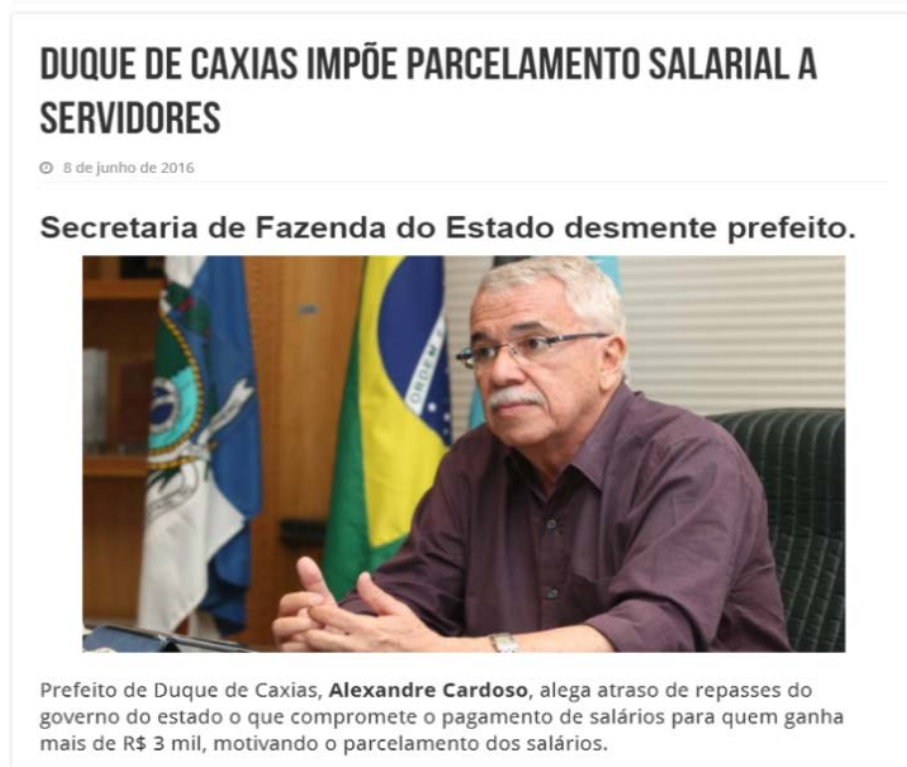 DUQUE DE CAXIAS IMPÕE PARCELAMENTO SALARIAL A
SERVIDORES
8 de junho de 2016
Secretaria de Fazenda do Estado desmente prefeito.
ORDEM
Prefeito de Duque de Caxias, Alexandre Cardoso, alega atraso de repasses do
governo do estado o que compromete o pagamento de salários para quem ganha
mais de R$ 3 mil, motivando o parcelamento dos salários.